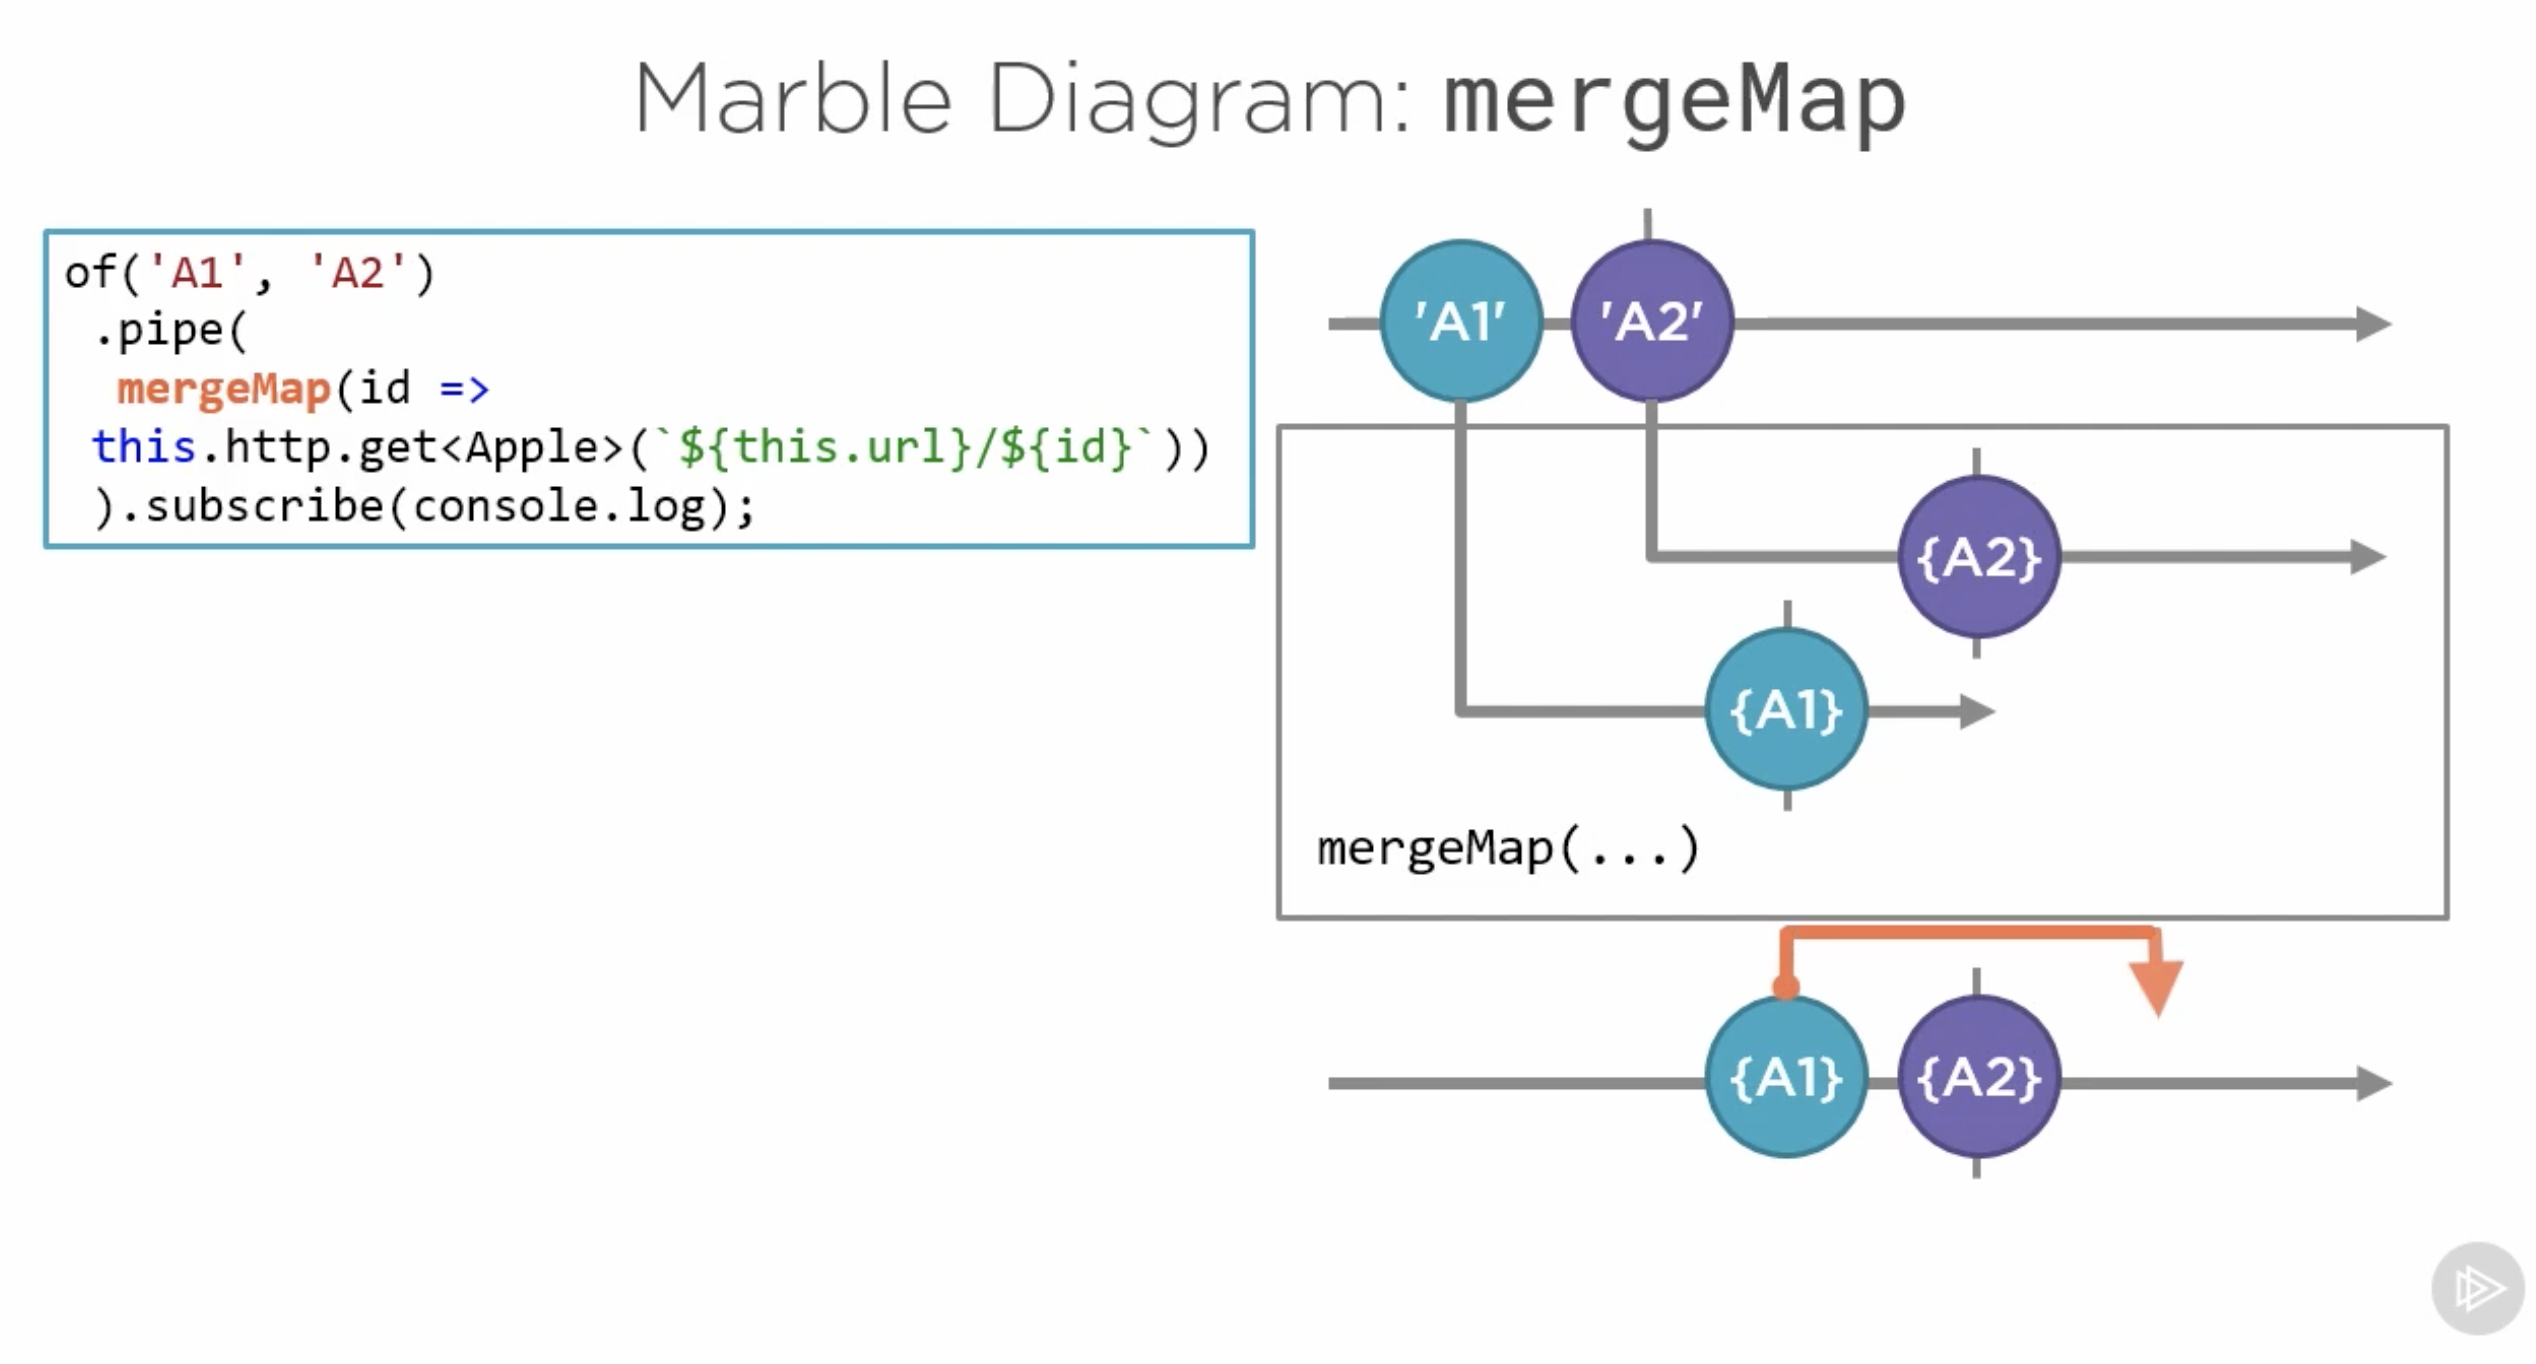 Marble Diagram: mergeMap
of('A1', 'A2')
.pipe(
mergeMap(id =>
this.http.get<Apple>(`${this.url}/${id}`))
).subscribe(console.log);
'A1' 'A2'
{A2}
{A1}
mergeMap(...)
{A1} {A2}